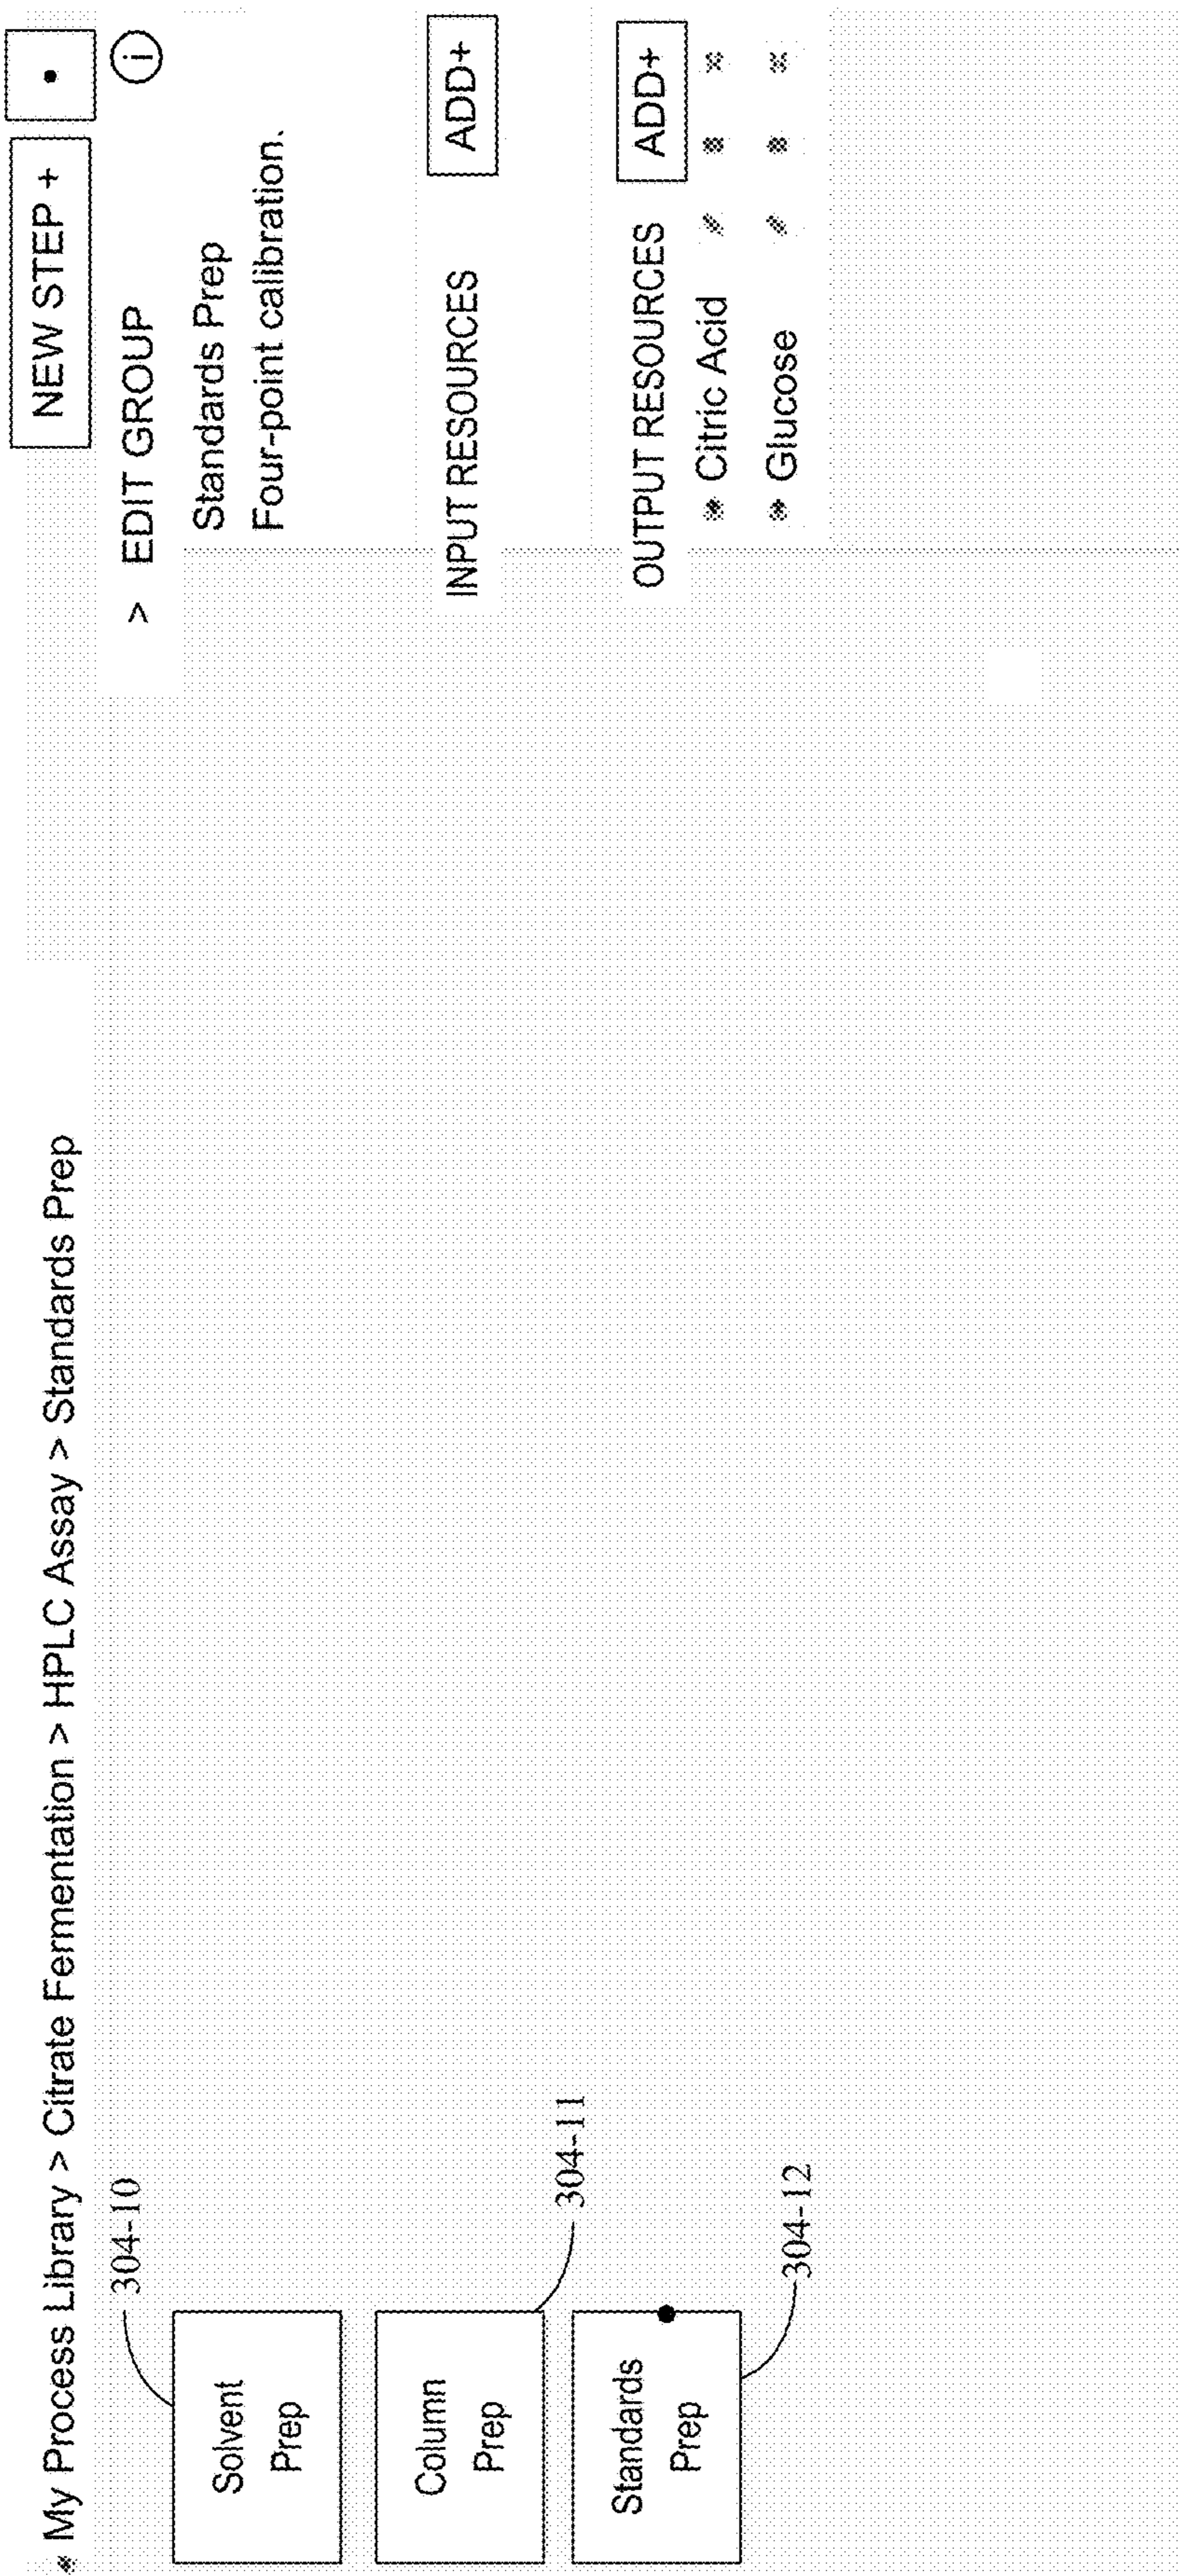 My Process Library > Citrate Fermentation > HPLC Assay > Standards Prep
NEW STEP +
> EDIT GROUP
i
Standards Prep
Four-point calibration.
INPUT RESOURCES
ADD+
OUTPUT RESOURCES
ADD+
Citric Acid
Glucose
304-10
Solvent
Prep
304-11
Column
Prep
304-12
Standards
Prep